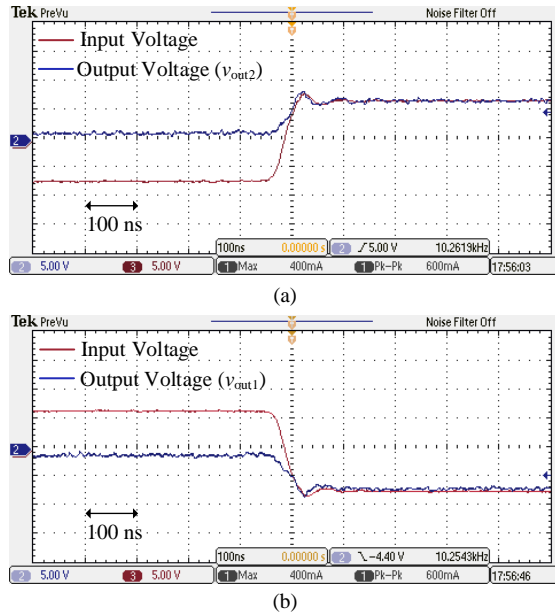 Tek PreVu
Noise Filter Off
Input Voltage
Output Voltage (vout2)
2
100 ns
100ns 0.00000 s 2 5.00 V 10.2619kHz
2 5.00 V 3 5.00 V 1 Max 400mA 1 Pk-Pk 600mA 17:56:03
(a)
Tek PreVu
Noise Filter Off
Input Voltage
Output Voltage (vout1)
2
100 ns
100ns 0.00000 s 2 -4.40 V 10.2543kHz
2 5.00 V 3 5.00 V 1 Max 400mA 1 Pk-Pk 600mA 17:56:46
(b)